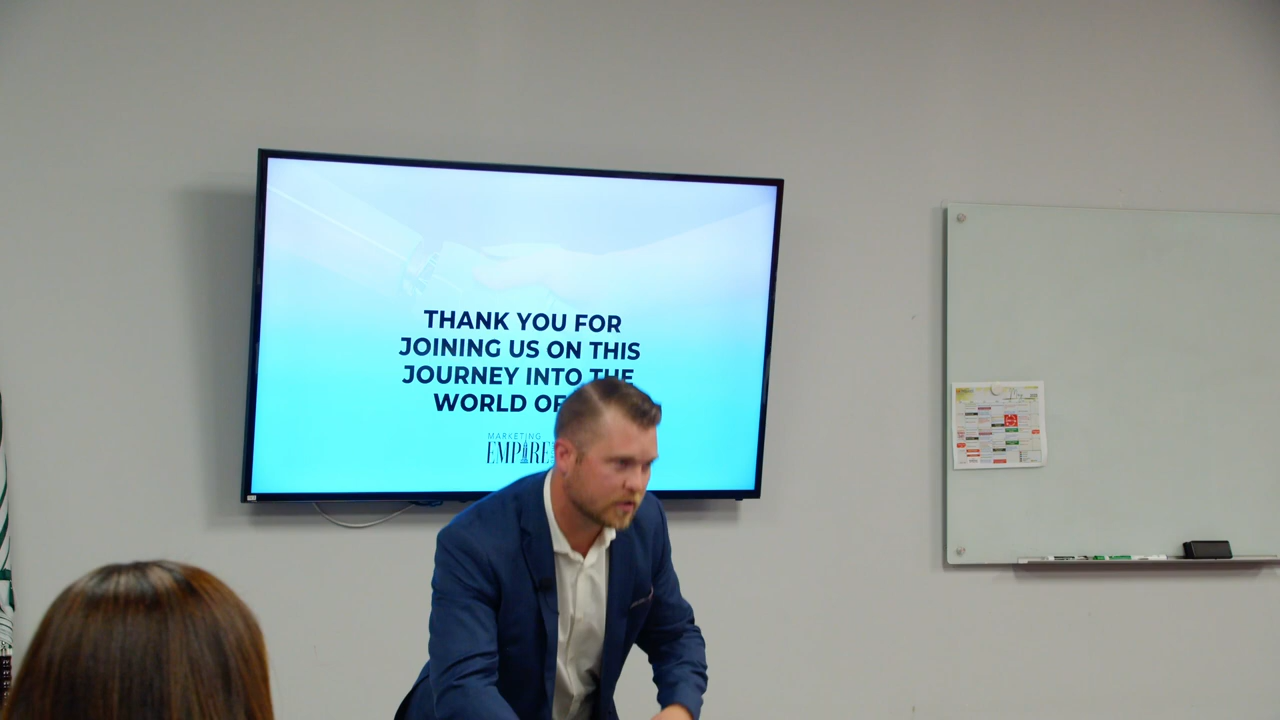 THANK YOU FOR
JOINING US ON THIS
JOURNEY INTO THE
WORLD OF
MARKETING
EMPIRE